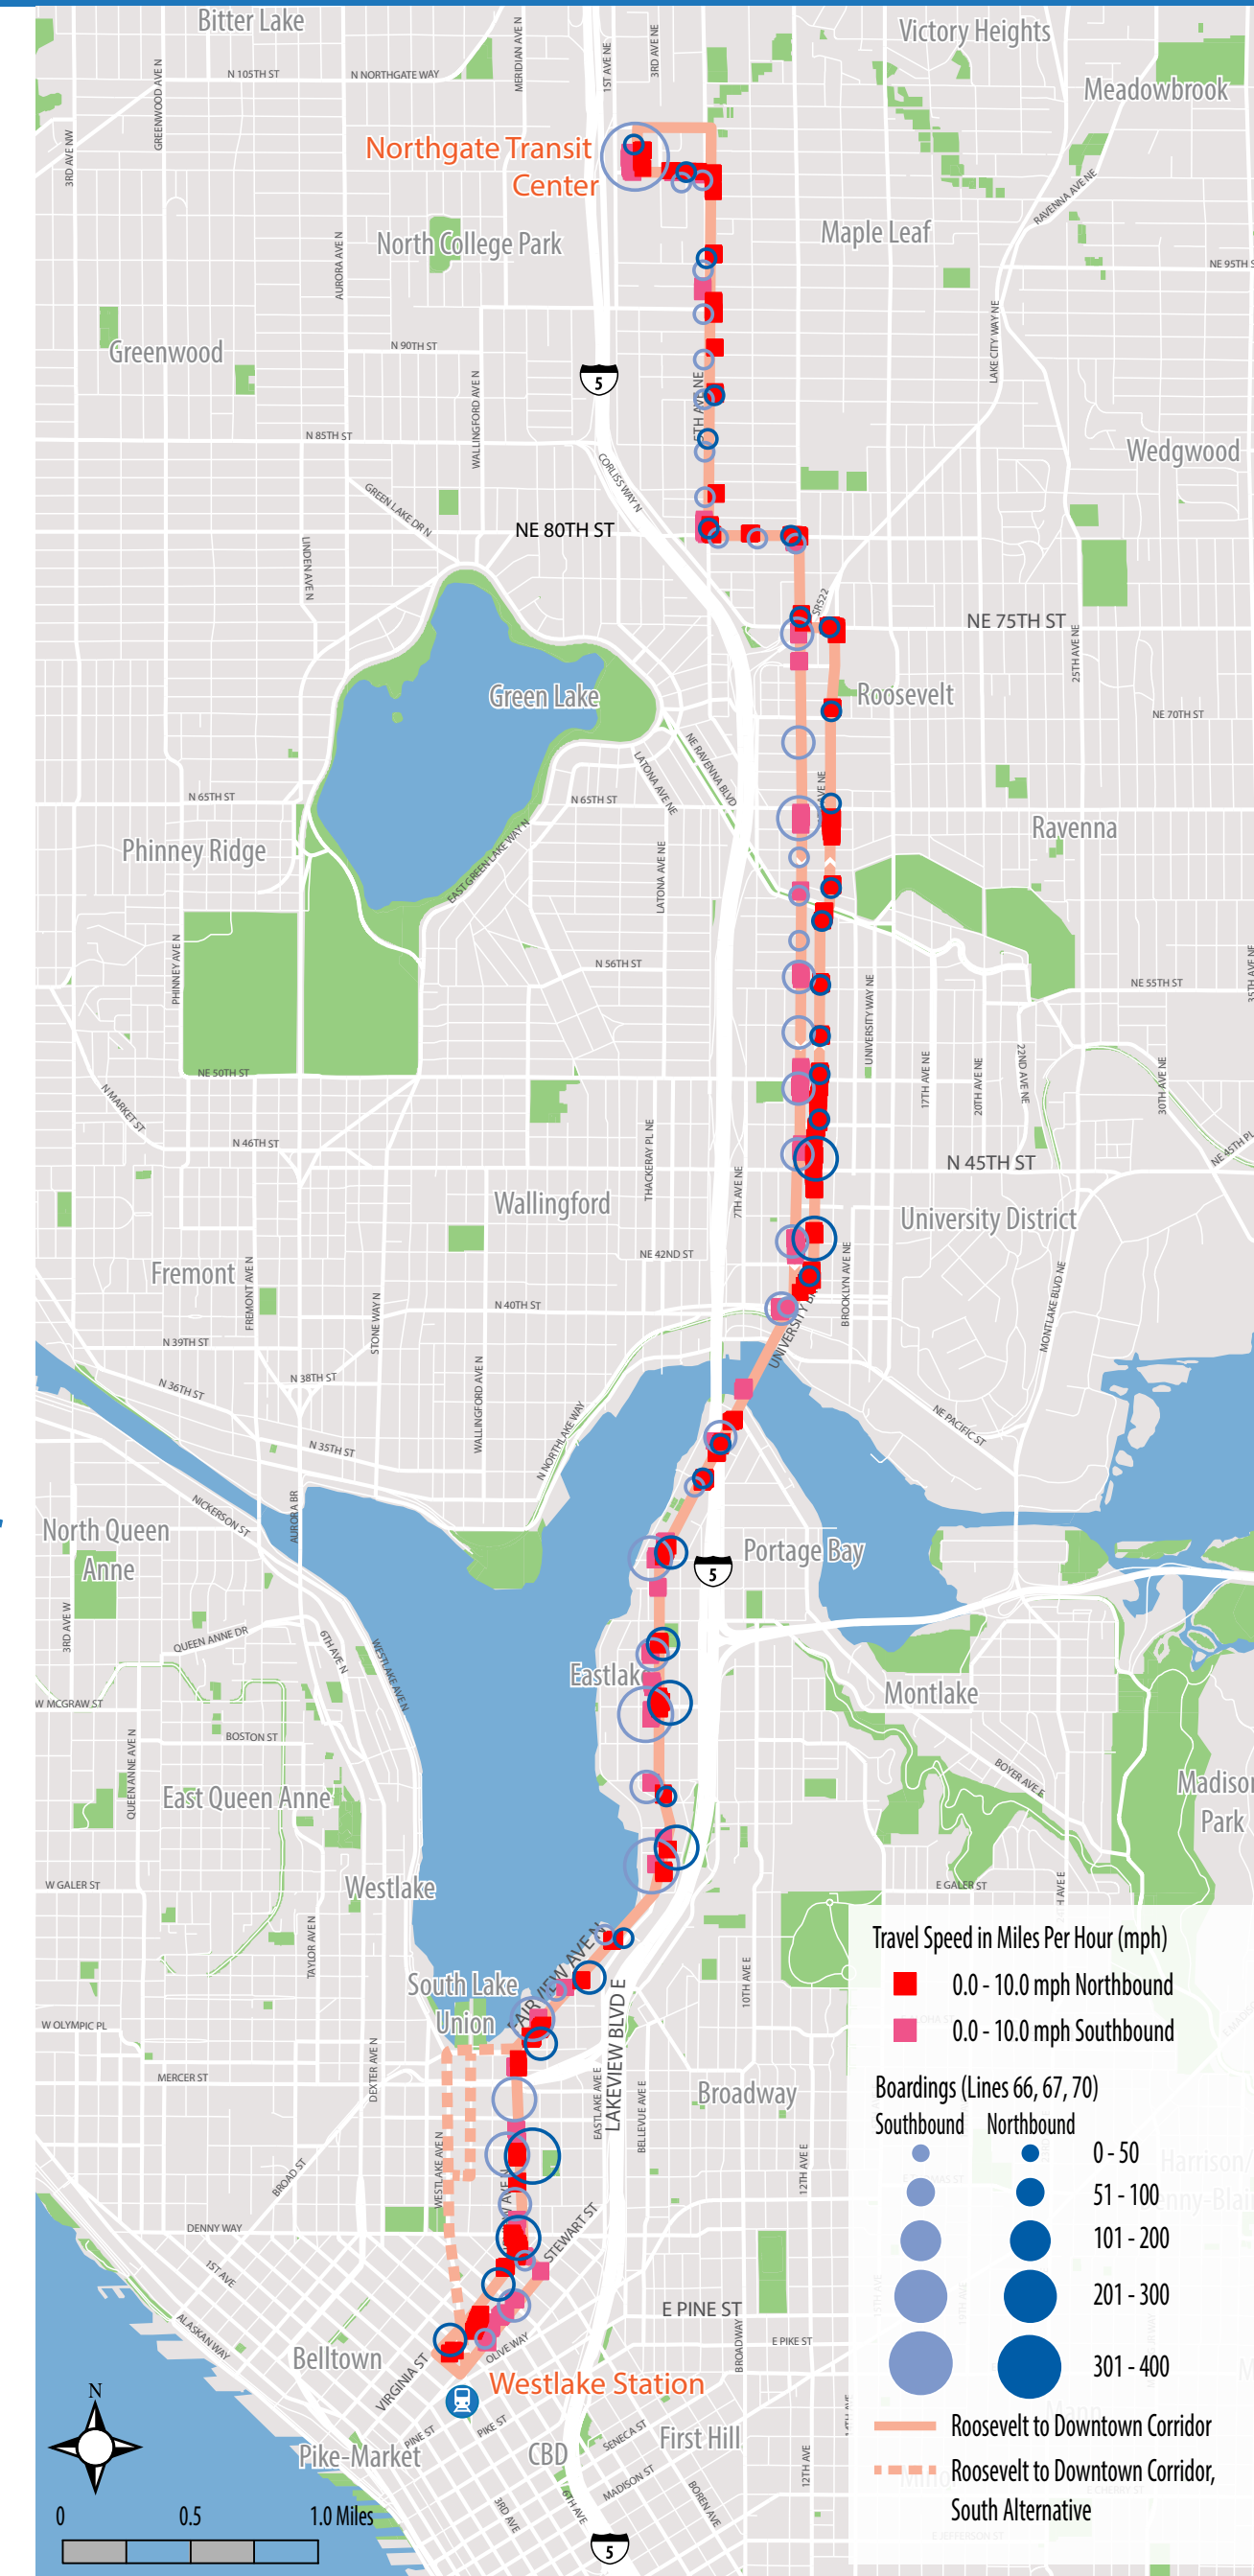 Bitter Lake
Victory Heights
Meadowbrook
N 105TH ST
N NORTHGATE WAY
GREENWOOD AVE N
MERIDIAN AVE N
1ST AVE NE
3RD AVE NE
3RD AVE NW
Northgate Transit
Center
RAVENNA AVE NE
North College Park
Maple Leaf
AURORA AVE N
NE 95TH S
LAKE CITY WAY NE
Greenwood
N 90TH ST
5
5TH AVE NE
WALLINGFORD AVE N
N 85TH ST
Wedgwood
CORLISS WAY N
GREEN LAKE DR N
NE 80TH ST
LINDEN AVE N
SR522
NE 75TH ST
25TH AVE NE
Green Lake
Roosevelt
NE 70TH ST
NE RAVENNA BLVD
LATONA AVE NE
N 65TH ST
N 65TH ST
AVE NE
Phinney Ridge
Ravenna
EAST GREEN LAKE WAY N
LATONA AVE NE
PHINNEY AVE N
N 56TH ST
NE 55TH ST
35TH AVE NE
UNIVERSITY WAY NE
NE 50TH ST
17TH AVE NE
20TH AVE NE
22ND AVE NE
30TH AVE NE
N MARKET ST
N 46TH ST
THACKERAY PL NE
N 45TH ST
NE 45TH PL
7TH AVE NE
Wallingford
University District
NE 42ND ST
Fremont
FREMONT AVE N
STONE WAY N
N 40TH ST
BROOKLYN AVE NE
MONTLAKE BLVD NE
UNIVERSITY BR
N 39TH ST
N 38TH ST
N 36TH ST
WALLINGFORD AVE N
N NORTHLAKE WAY
NE PACIFIC ST
N 35TH ST
NICKERSON ST
AURORA BR
North Queen
Anne
Portage Bay
5
3RD AVE W
QUEEN ANNE DR
6TH AVE N
WESTLAKE AVE N
Eastlak
Montlake
W MCGRAW ST
BOSTON ST
QUEEN ANNE AVE N
BOYER AVE E
East Queen Anne
Madison
Park
Westlake
W GALER ST
E GALER ST
TAYLOR AVE N
FAIRVIEW AVE N
LAKEVIEW BLVD E
10TH AVE E
South Lake
Union
W OLYMPIC PL
DEXTER AVE N
MERCER ST
EASTLAKE AVE E
BELLEVUE AVE E
Broadway
WESTLAKE AVE N
BROAD ST
12TH AVE E
STEWART ST
DENNY WAY
1ST AVE
E PINE ST
ALASKAN WAY
BROADWAY
E PIKE ST
Belltown
OLIVE WAY
VIRGINIA ST
Westlake Station
PINE ST
PIKE ST
SENECA ST
First Hill
Pike-Market
CBD
MADISON ST
12TH AVE
3RD AVE
6TH AVE
BOREN AVE
5
N
0 0.5 1.0 Miles
Travel Speed in Miles Per Hour (mph)
0.0 - 10.0 mph Northbound
0.0 - 10.0 mph Southbound
Boardings (Lines 66, 67, 70)
Southbound Northbound
0 - 50
51 - 100
101 - 200
201 - 300
301 - 400
Roosevelt to Downtown Corridor
Roosevelt to Downtown Corridor,
South Alternative
E JEFFERSON ST